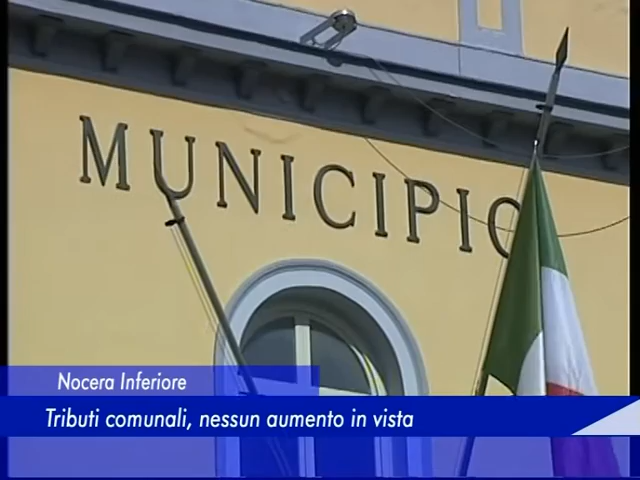 MUNICIPIO
Nocera Inferiore
Tributi comunali, nessun aumento in vista